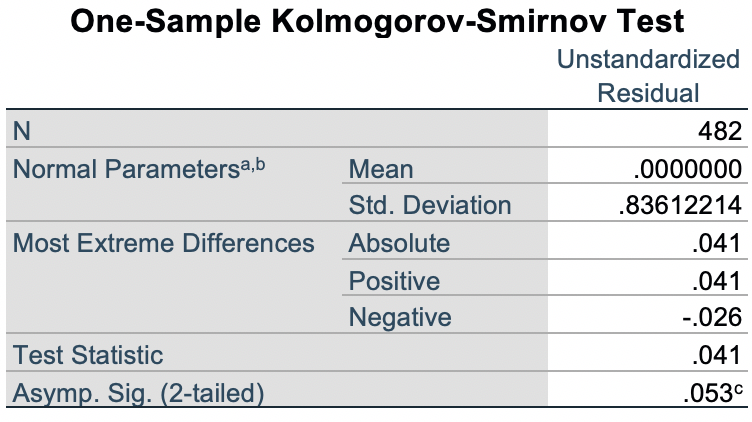 One-Sample Kolmogorov-Smirnov Test
Unstandardized
Residual
N 482
Normal Parametersa,b Mean .0000000
Std. Deviation .83612214
Most Extreme Differences Absolute .041
Positive .041
Negative -.026
Test Statistic .041
Asymp. Sig. (2-tailed) .053c